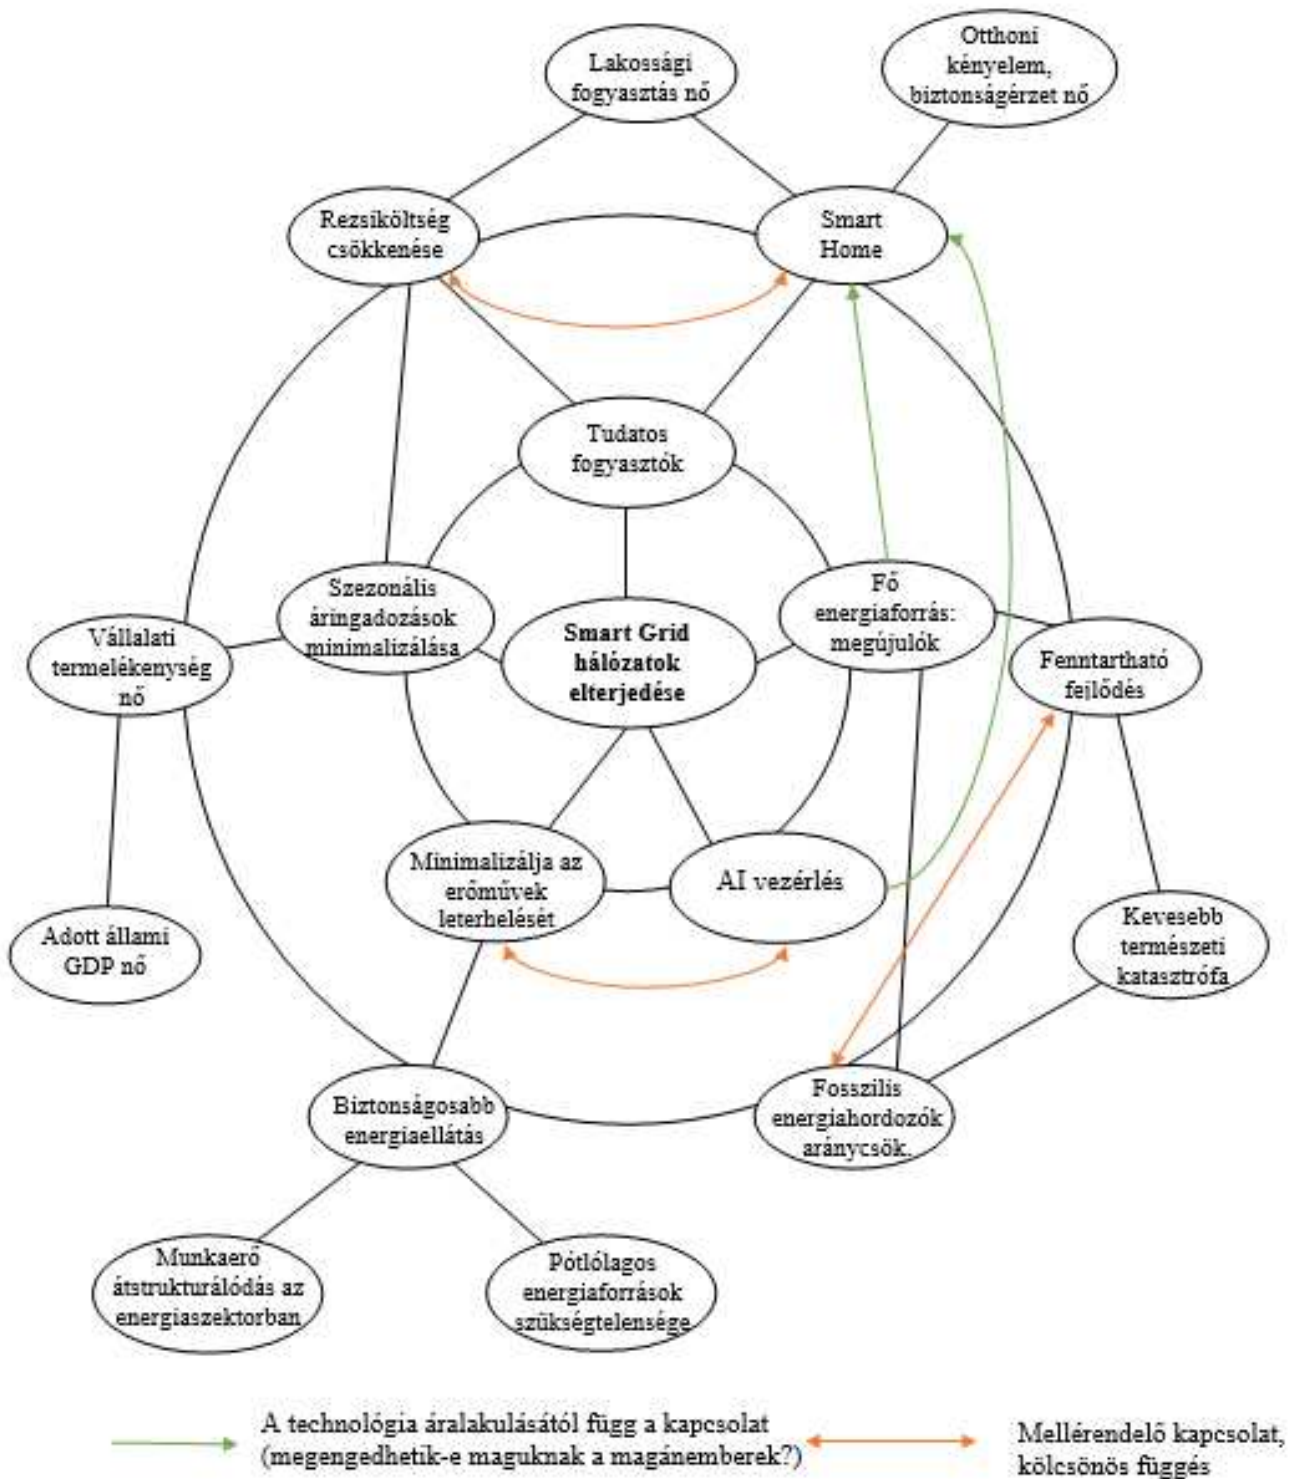 Lakossági
fogyasztás nő
Otthoni
kényelem,
biztonságérzet nő
Rezsiköltség
csökkenése
Smart
Home
Tudatos
fogyasztók
Szezonális
áringadozások
minimalizálása
Fő
energiaforrás:
megújulók
Vállalati
termelékenység
nő
Smart Grid
hálózatok
elterjedése
Fenntartható
fejlődés
Minimalizálja az
erőművek
leterhelését
AI vezérlés
Adott állami
GDP nő
Kevesebb
természeti
katasztrófa
Biztonságosabb
energiaellátás
Fosszilis
energiahordozók
aránycsök.
Munkaerő
átstrukturálódás az
energiaszektorban
Pótlólagos
energiaforrások
szükségtelensége
A technológia áralakulásától függ a kapcsolat
(megengedhetik-e maguknak a magánemberek?)
Mellérendelő kapcsolat,
kölcsönös függés